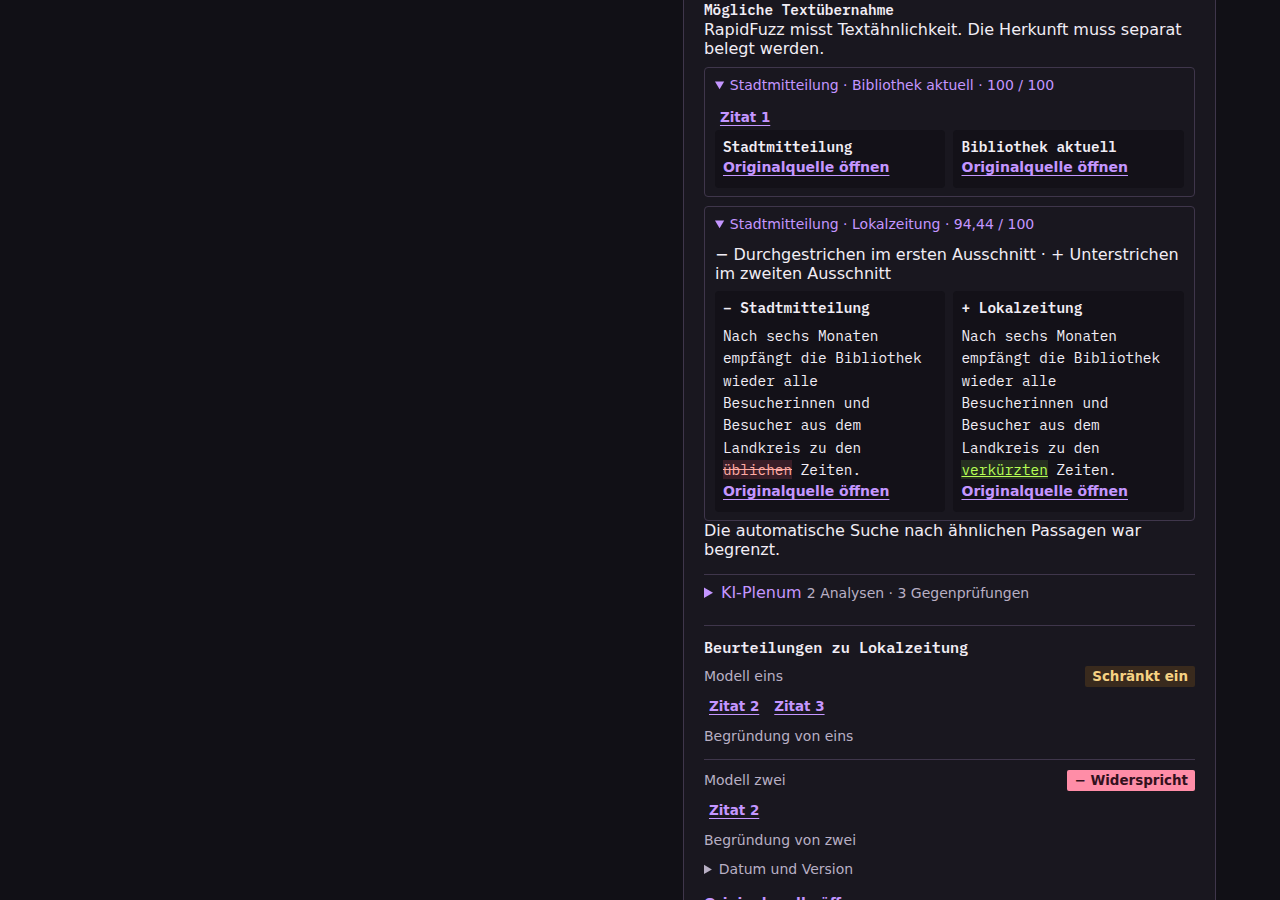 Mögliche Textübernahme
RapidFuzz misst Textähnlichkeit. Die Herkunft muss separat
belegt werden.
▼ Stadtmitteilung · Bibliothek aktuell · 100 / 100
Zitat 1
Stadtmitteilung
Originalquelle öffnen
Bibliothek aktuell
Originalquelle öffnen
▼ Stadtmitteilung · Lokalzeitung · 94,44 / 100
− Durchgestrichen im ersten Ausschnitt · + Unterstrichen
im zweiten Ausschnitt
− Stadtmitteilung
Nach sechs Monaten
empfängt die Bibliothek
wieder alle
Besucherinnen und
Besucher aus dem
Landkreis zu den
üblichen Zeiten.
Originalquelle öffnen
+ Lokalzeitung
Nach sechs Monaten
empfängt die Bibliothek
wieder alle
Besucherinnen und
Besucher aus dem
Landkreis zu den
verkürzten Zeiten.
Originalquelle öffnen
Die automatische Suche nach ähnlichen Passagen war
begrenzt.
▶ KI-Plenum 2 Analysen · 3 Gegenprüfungen
Beurteilungen zu Lokalzeitung
Modell eins Schränkt ein
Zitat 2 Zitat 3
Begründung von eins
Modell zwei − Widerspricht
Zitat 2
Begründung von zwei
▶ Datum und Version